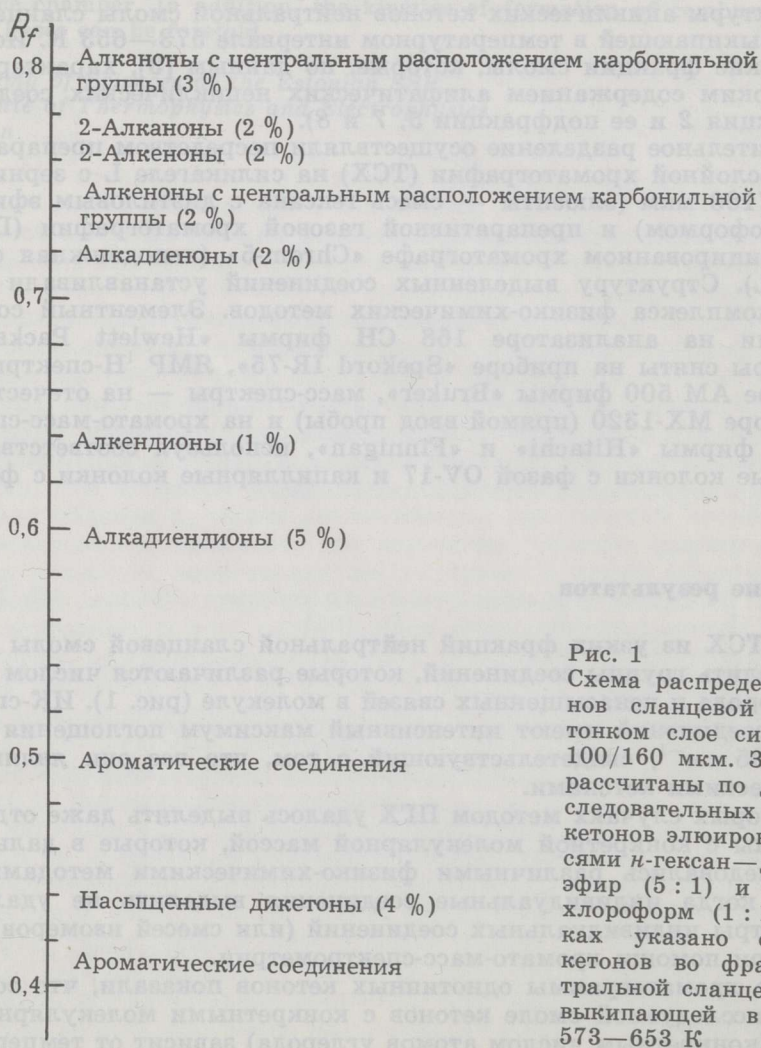 Rf
0,8
Алканоны с центральным расположением карбонильной
группы (3 %)
2-Алканоны (2 %)
2-Алкеноны (2 %)
Алкеноны с центральным расположением карбонильной
группы (2 %)
Алкадиеноны (2 %)
0,7
Алкендионы (1 %)
0,6
Алкадиендионы (5 %)
0,5
Ароматические соединения
Насыщенные дикетоны (4 %)
Ароматические соединения
0,4
Рис. 1
Схема распреде
нов сланцевой
тонком слое си
100/160 мкм. З
рассчитаны по
следовательных
кетонов элюиров
сями н-гексан—
эфир (5 : 1) и
хлороформ (1 :
ках указано
кетонов во фра
тральной сланце
выкипающей в
573—653 К